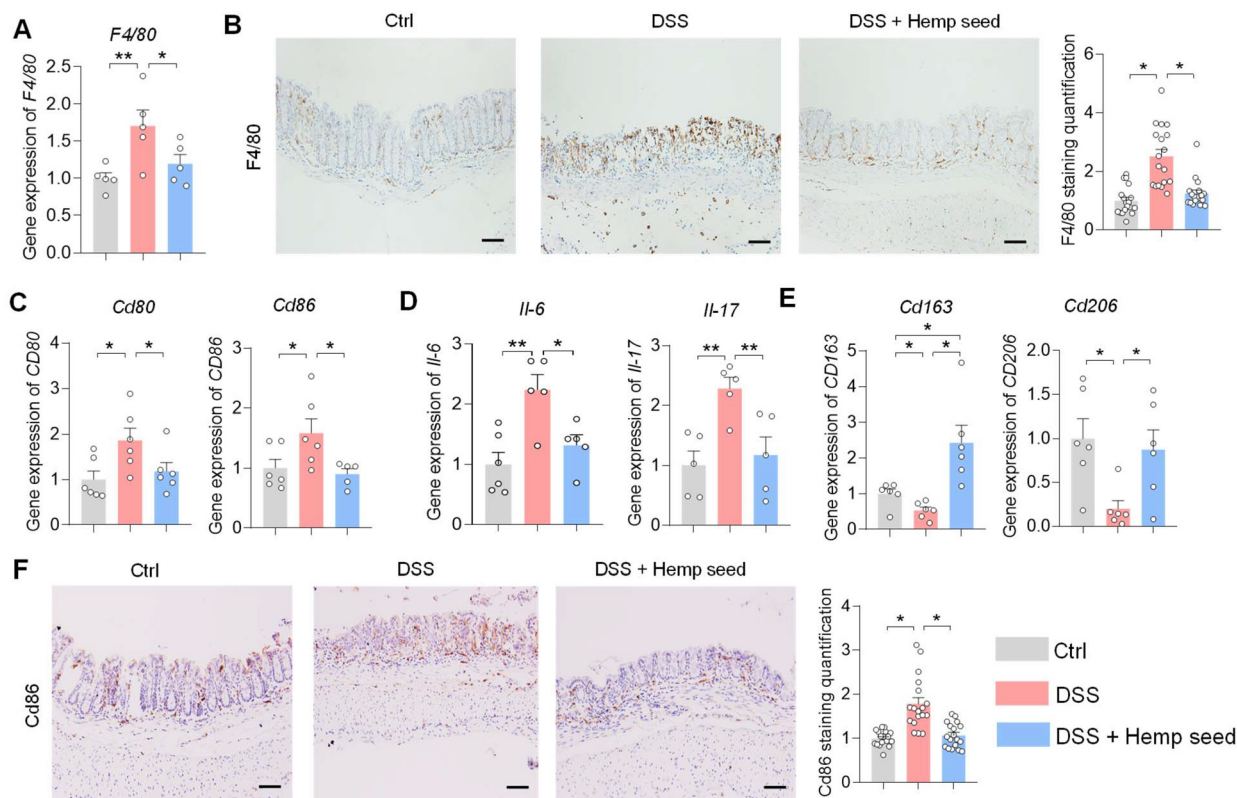 A
F4/80
Gene expression of F4/80
2.5
2.0
1.5
1.0
0.5
0.0
**
*
B
Ctrl
DSS
DSS + Hemp seed
F4/80
F4/80 staining quantification
6
4
2
0
*
*
C
Cd80
Gene expression of CD80
4
3
2
1
0
*
*
Cd86
Gene expression of CD86
3
2
1
0
*
*
D
Il-6
Gene expression of Il-6
3
2
1
0
**
*
Il-17
Gene expression of Il-17
3
2
1
0
**
**
E
Cd163
Gene expression of CD163
5
4
3
2
1
0
*
*
*
Cd206
Gene expression of CD206
2.0
1.5
1.0
0.5
0.0
*
*
F
Ctrl
DSS
DSS + Hemp seed
Cd86
Cd86 staining quantification
4
3
2
1
0
*
*
Ctrl
DSS
DSS + Hemp seed